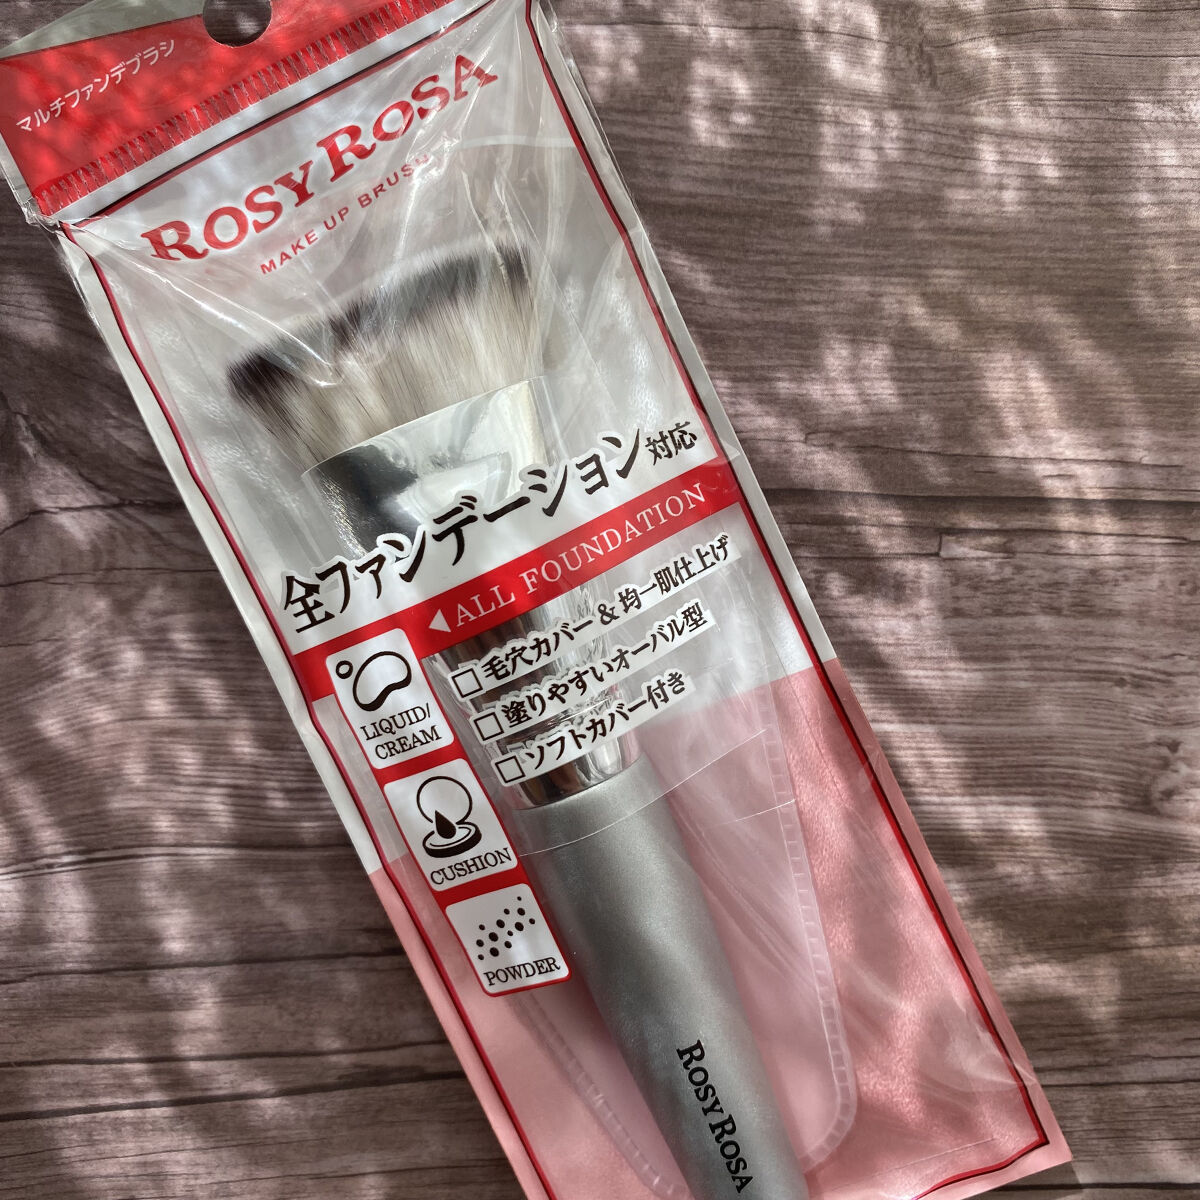 マルチファンデブラシ
ROSY ROSA
MAKE UP BRUSH
全ファンデーション対応
◀ALL FOUNDATION
□毛穴カバー&均一肌仕上げ
□塗りやすいオーバル型
□ソフトカバー付き
LIQUID/
CREAM
CUSHION
POWDER
ROSY ROSA